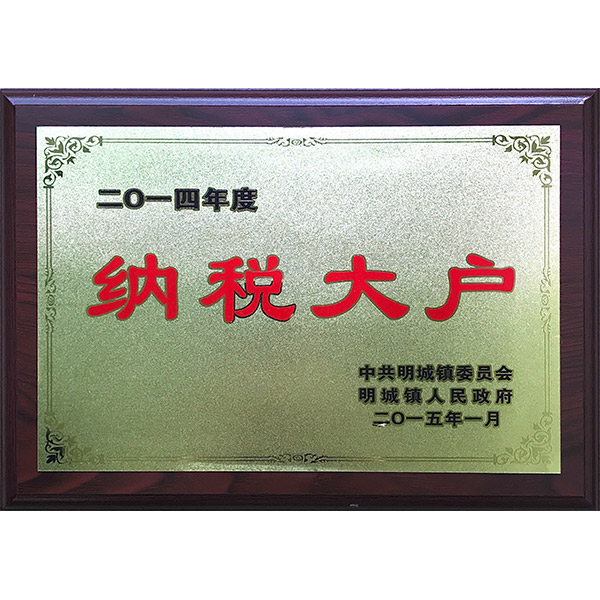 二〇一四年度
纳税大户
中共明城镇委员会
明城镇人民政府
二〇一五年一月